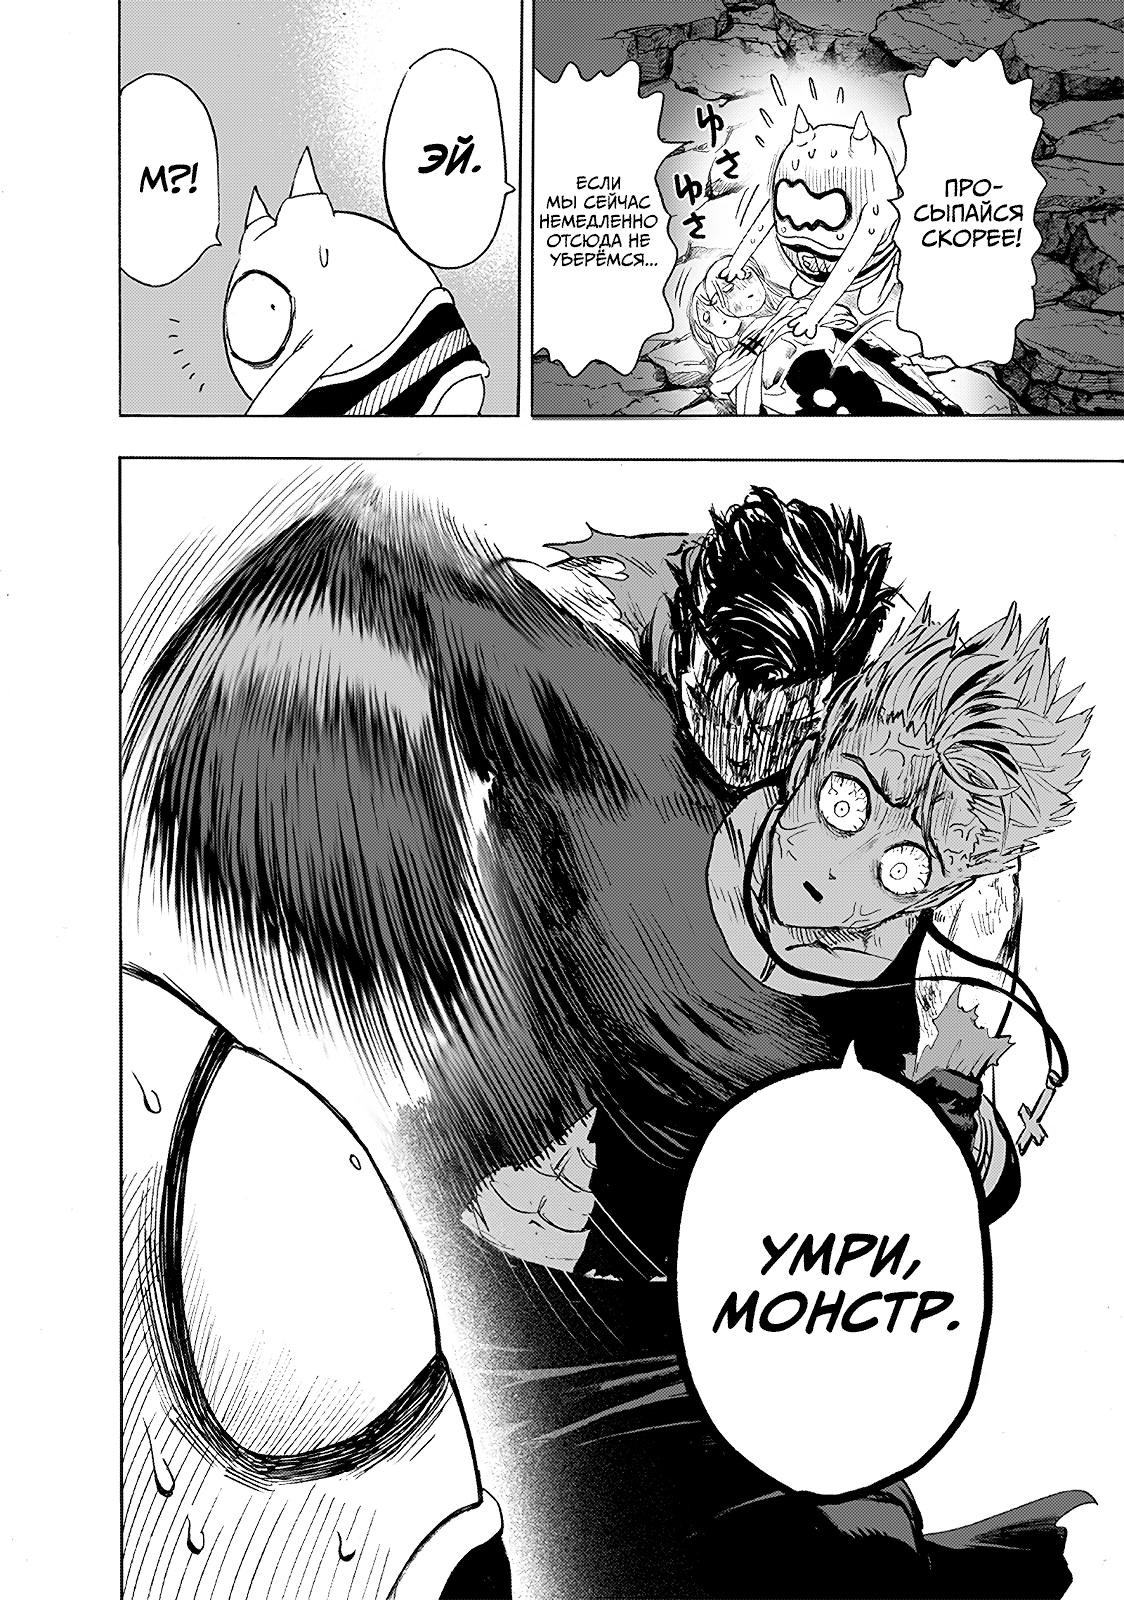 ПРО-
СЫПАЙСЯ
СКОРЕЕ!
ゆさ
ゆさ
ЕСЛИ
МЫ СЕЙЧАС
НЕМЕДЛЕННО
ОТСЮДА НЕ
УБЕРЁМСЯ...
ЭЙ.
М?!
УМРИ,
МОНСТР.